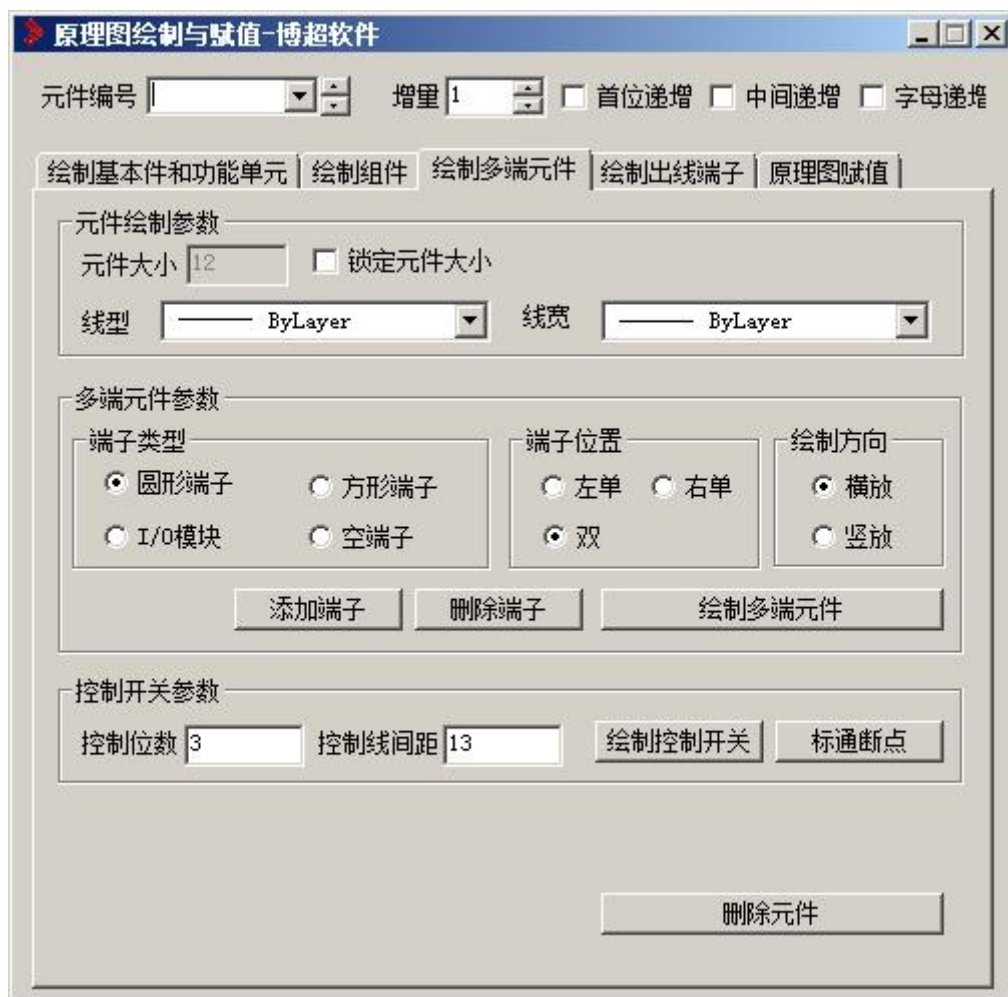 原理图绘制与赋值-博超软件
元件编号 增量 1 首位递增 中间递增 字母递增
绘制基本件和功能单元 绘制组件 绘制多端元件 绘制出线端子 原理图赋值
元件绘制参数
元件大小 12 锁定元件大小
线型 ByLayer 线宽 ByLayer
多端元件参数
端子类型 端子位置 绘制方向
圆形端子 方形端子 左单 右单 横放
I/O模块 空端子 双 竖放
添加端子 删除端子 绘制多端元件
控制开关参数
控制位数 3 控制线间距 13 绘制控制开关 标通断点
删除元件